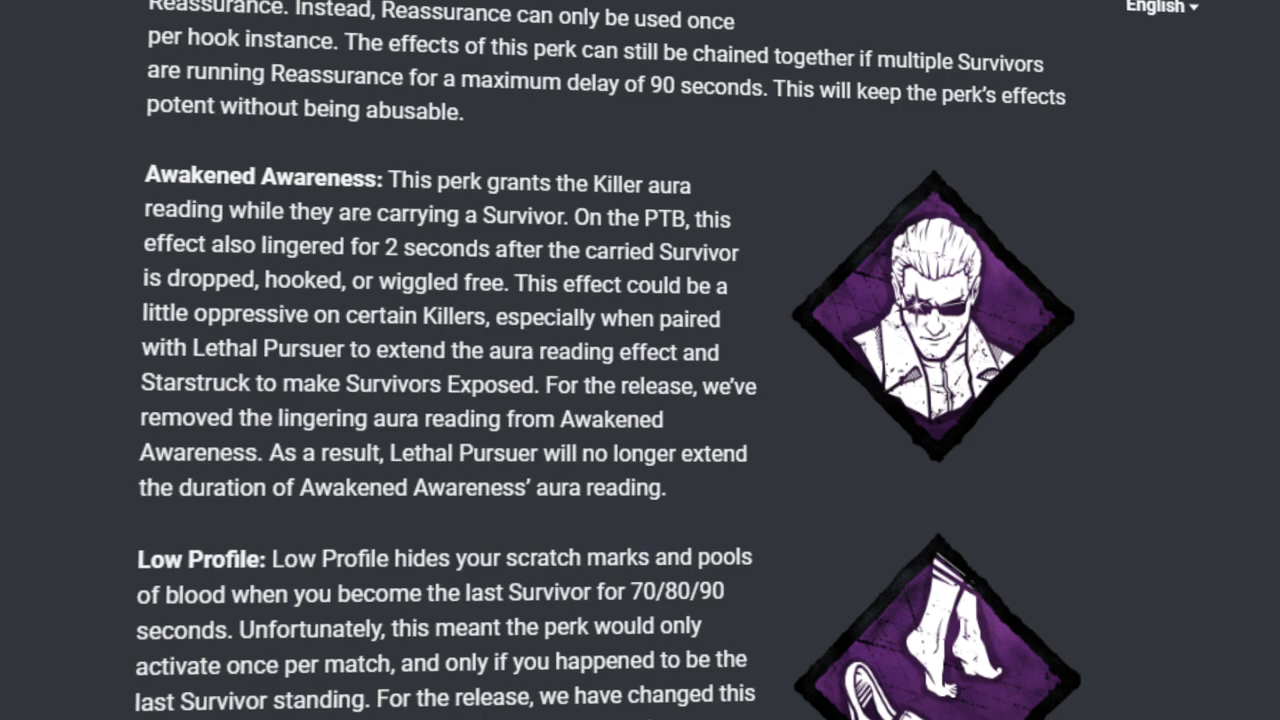 Reassurance. Instead, Reassurance can only be used once
English
per hook instance. The effects of this perk can still be chained together if multiple Survivors
are running Reassurance for a maximum delay of 90 seconds. This will keep the perk’s effects
potent without being abusable.
Awakened Awareness: This perk grants the Killer aura
reading while they are carrying a Survivor. On the PTB, this
effect also lingered for 2 seconds after the carried Survivor
is dropped, hooked, or wiggled free. This effect could be a
little oppressive on certain Killers, especially when paired
with Lethal Pursuer to extend the aura reading effect and
Starstruck to make Survivors Exposed. For the release, we’ve
removed the lingering aura reading from Awakened
Awareness. As a result, Lethal Pursuer will no longer extend
the duration of Awakened Awareness’ aura reading.
Low Profile: Low Profile hides your scratch marks and pools
of blood when you become the last Survivor for 70/80/90
seconds. Unfortunately, this meant the perk would only
activate once per match, and only if you happened to be the
last Survivor standing. For the release, we have changed this